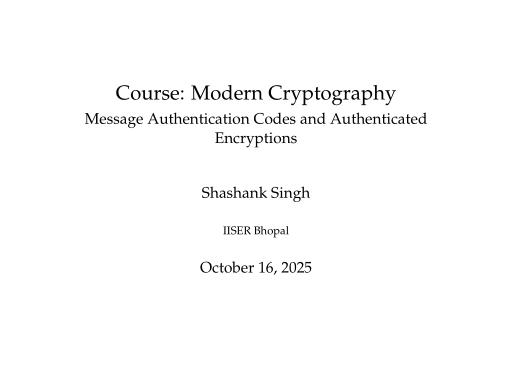 Course: Modern Cryptography
Message Authentication Codes and Authenticated
Encryptions
Shashank Singh
IISER Bhopal
October 16, 2025